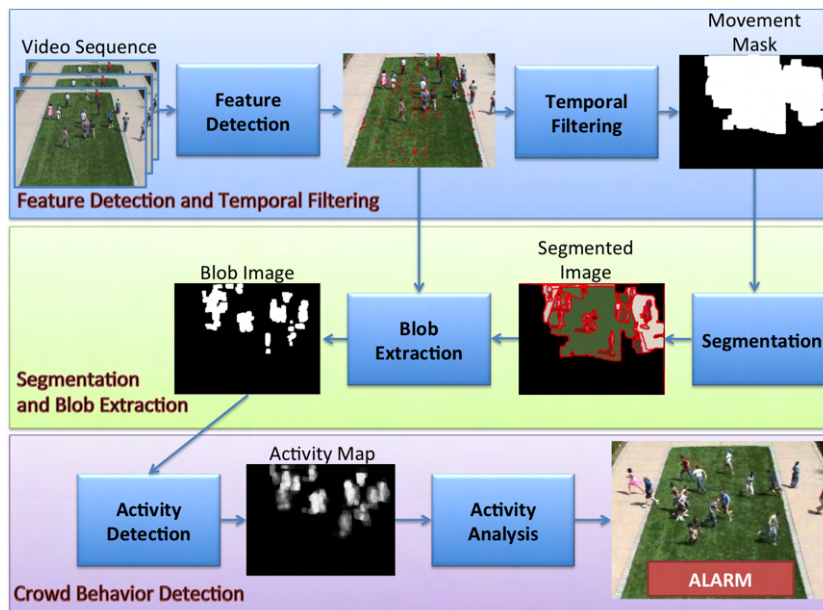 Video Sequence
Feature
Detection
Temporal
Filtering
Movement
Mask
Feature Detection and Temporal Filtering
Blob Image
Blob
Extraction
Segmented
Image
Segmentation
Segmentation
and Blob Extraction
Activity
Detection
Activity Map
Activity
Analysis
ALARM
Crowd Behavior Detection